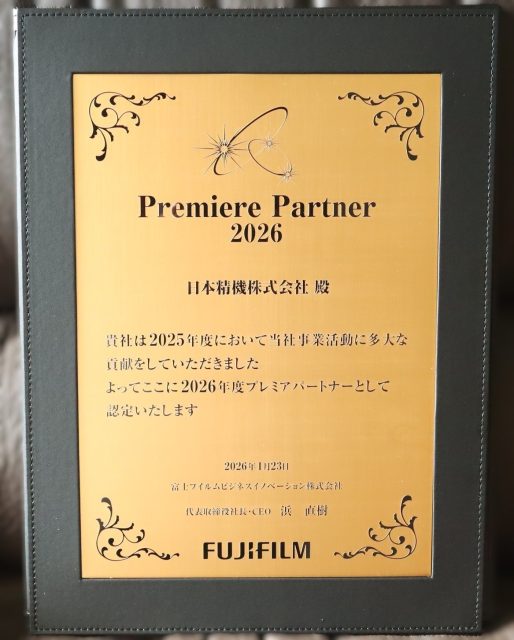 Premiere Partner
2026
日本精機株式会社 殿
貴社は2025年度において当社事業活動に多大な
貢献をしていただきました
よってここに2026年度プレミアパートナーとして
認定いたします
2026年1月23日
富士フイルムビジネスイノベーション株式会社
代表取締役社長・CEO 浜 直樹
FUJIFILM